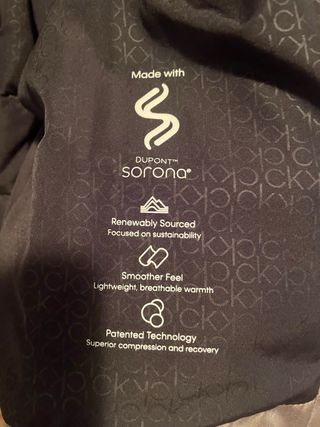 Made with
DUPONT™
sorona®
Renewably Sourced
Focused on sustainability
Smoother Feel
Lightweight, breathable warmth
Patented Technology
Superior compression and recovery